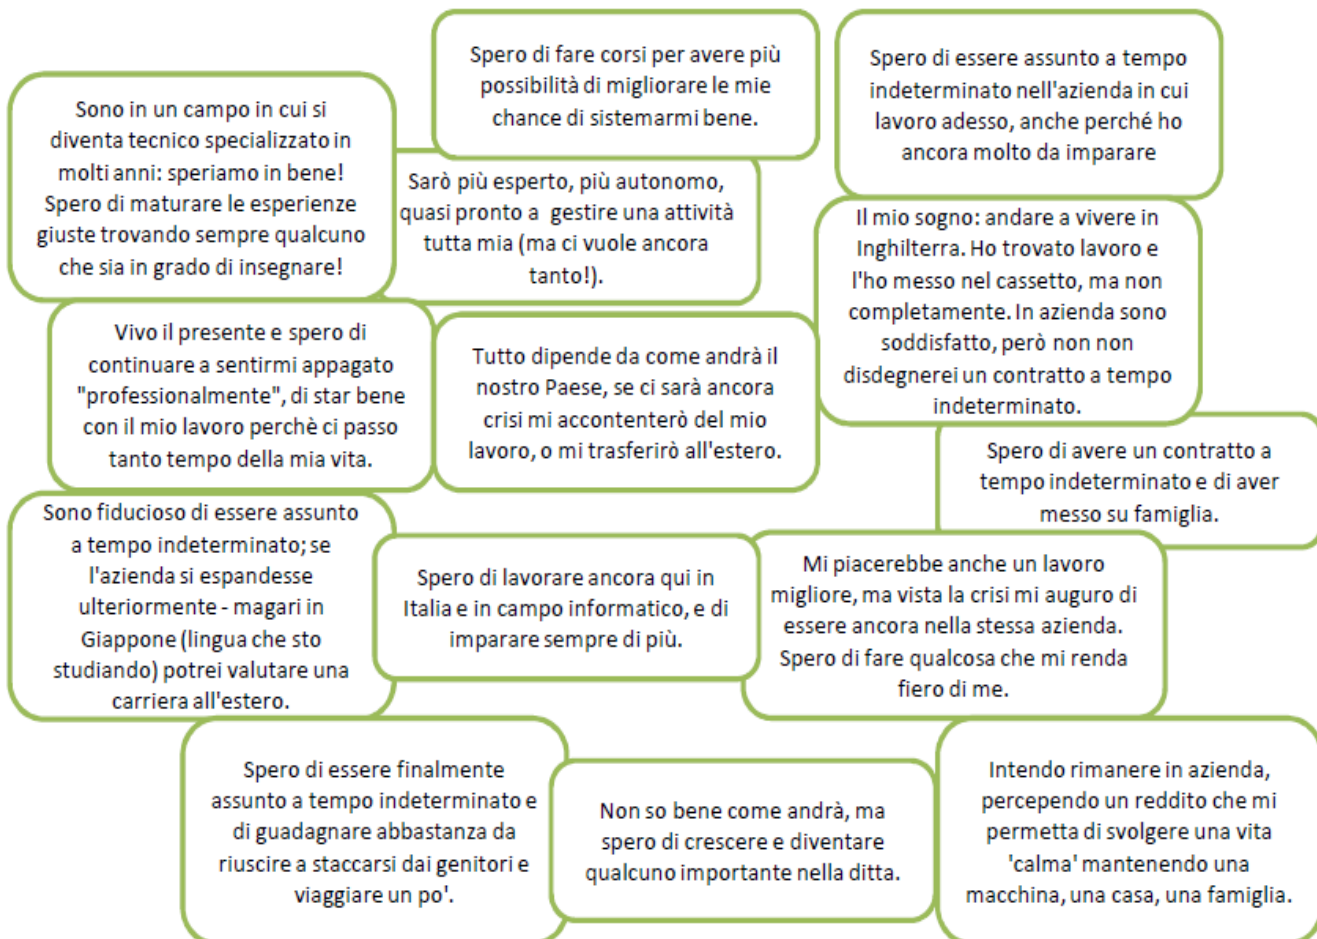 Spero di fare corsi per avere più
possibilità di migliorare le mie
chance di sistemarmi bene.
Spero di essere assunto a tempo
indeterminato nell'azienda in cui
lavoro adesso, anche perché ho
ancora molto da imparare
Sono in un campo in cui si
diventa tecnico specializzato in
molti anni: speriamo in bene!
Spero di maturare le esperienze
giuste trovando sempre qualcuno
che sia in grado di insegnare!
Sarò più esperto, più autonomo,
quasi pronto a gestire una attività
tutta mia (ma ci vuole ancora
tanto!).
Il mio sogno: andare a vivere in
Inghilterra. Ho trovato lavoro e
l'ho messo nel cassetto, ma non
completamente. In azienda sono
soddisfatto, però non non
disdegnerei un contratto a tempo
indeterminato.
Vivo il presente e spero di
continuare a sentirmi appagato
"professionalmente", di star bene
con il mio lavoro perchè ci passo
tanto tempo della mia vita.
Tutto dipende da come andrà il
nostro Paese, se ci sarà ancora
crisi mi accontenterò del mio
lavoro, o mi trasferirò all'estero.
Spero di avere un contratto a
tempo indeterminato e di aver
messo su famiglia.
Sono fiducioso di essere assunto
a tempo indeterminato; se
l'azienda si espandesse
ulteriormente - magari in
Giappone (lingua che sto
studiando) potrei valutare una
carriera all'estero.
Spero di lavorare ancora qui in
Italia e in campo informatico, e di
imparare sempre di più.
Mi piacerebbe anche un lavoro
migliore, ma vista la crisi mi auguro di
essere ancora nella stessa azienda.
Spero di fare qualcosa che mi renda
fiero di me.
Spero di essere finalmente
assunto a tempo indeterminato e
di guadagnare abbastanza da
riuscire a staccarsi dai genitori e
viaggiare un po'.
Non so bene come andrà, ma
spero di crescere e diventare
qualcuno importante nella ditta.
Intendo rimanere in azienda,
percependo un reddito che mi
permetta di svolgere una vita
'calma' mantenendo una
macchina, una casa, una famiglia.